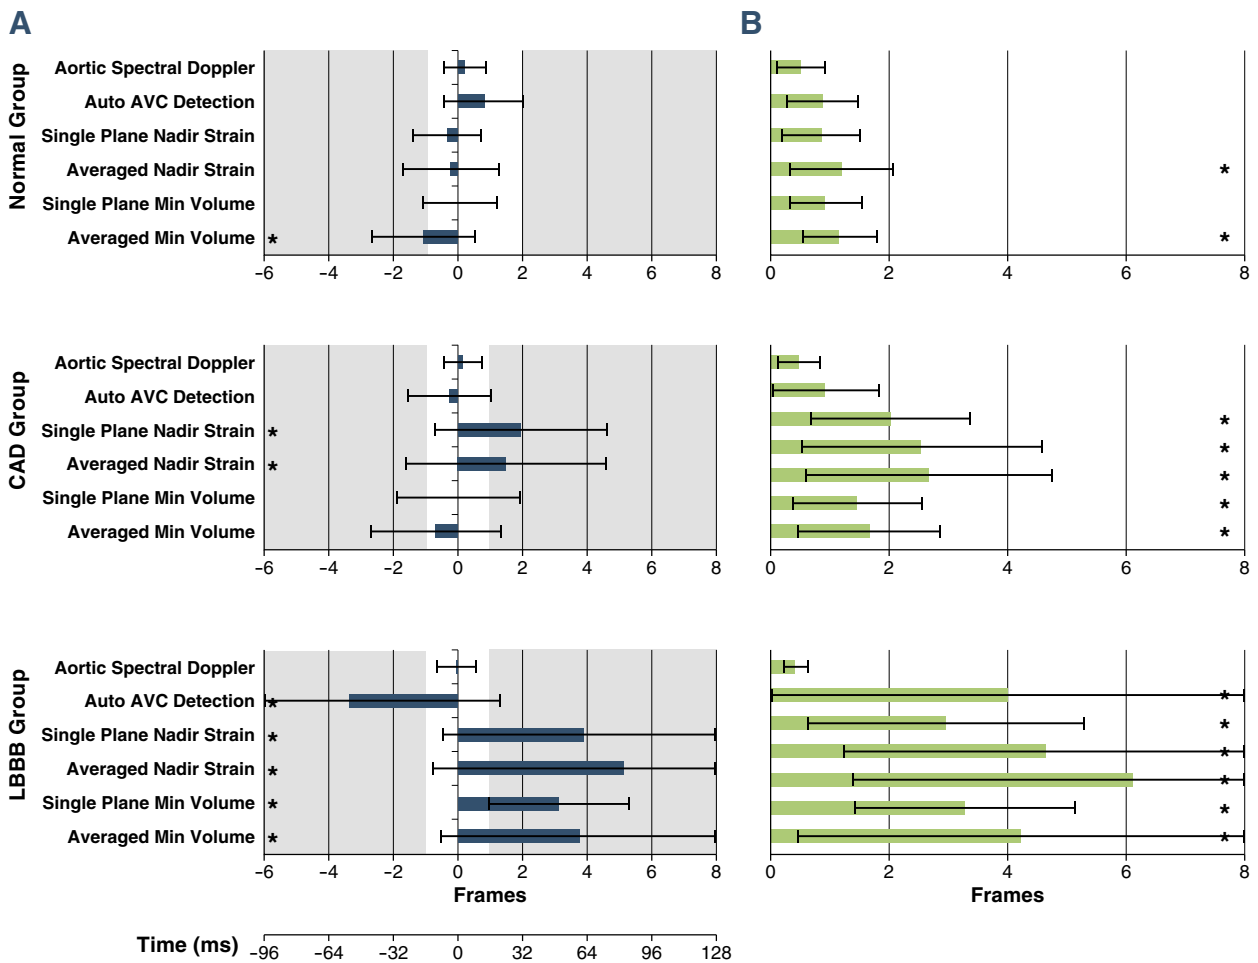 A
B
Normal Group
Aortic Spectral Doppler
Auto AVC Detection
Single Plane Nadir Strain
Averaged Nadir Strain *
Single Plane Min Volume
Averaged Min Volume * *
-6 -4 -2 0 2 4 6 8
0 2 4 6 8
CAD Group
Aortic Spectral Doppler
Auto AVC Detection
Single Plane Nadir Strain * *
Averaged Nadir Strain * *
*
Single Plane Min Volume *
Averaged Min Volume *
-6 -4 -2 0 2 4 6 8
0 2 4 6 8
LBBB Group
Aortic Spectral Doppler
Auto AVC Detection * *
Single Plane Nadir Strain * *
Averaged Nadir Strain * *
*
Single Plane Min Volume * *
Averaged Min Volume * *
-6 -4 -2 0 2 4 6 8
0 2 4 6 8
Frames
Frames
Time (ms) -96 -64 -32 0 32 64 96 128